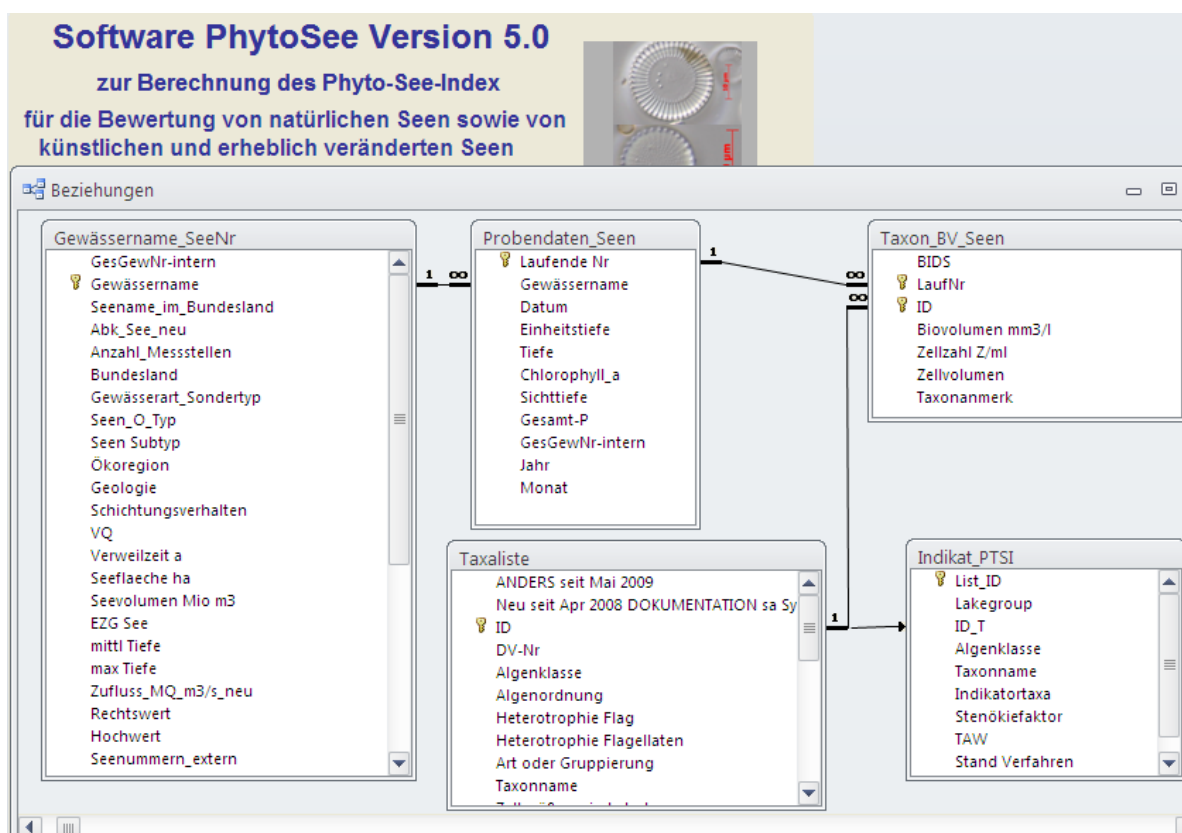 Software PhytoSee Version 5.0
zur Berechnung des Phyto-See-Index
für die Bewertung von natürlichen Seen sowie von
künstlichen und erheblich veränderten Seen
Beziehungen
Gewässername_SeeNr
GesGewNr-intern
Gewässername
Seename_im_Bundesland
Abk_See_neu
Anzahl_Messstellen
Bundesland
Gewässerart_Sondertyp
Seen_O_Typ
Seen Subtyp
Ökoregion
Geologie
Schichtungsverhalten
VQ
Verweilzeit a
Seeflaeche ha
Seevolumen Mio m3
EZG See
mittl Tiefe
max Tiefe
Zufluss_MQ_m3/s_neu
Rechtswert
Hochwert
Seenummern_extern
1 ∞
Probendaten_Seen
Laufende Nr
Gewässername
Datum
Einheitstiefe
Tiefe
Chlorophyll_a
Sichttiefe
Gesamt-P
GesGewNr-intern
Jahr
Monat
1
∞
∞
Taxon_BV_Seen
BIDS
LaufNr
ID
Biovolumen mm3/l
Zellzahl Z/ml
Zellvolumen
Taxonanmerk
Taxaliste
ANDERS seit Mai 2009
Neu seit Apr 2008 DOKUMENTATION sa Sy
ID
DV-Nr
Algenklasse
Algenordnung
Heterotrophie Flag
Heterotrophie Flagellaten
Art oder Gruppierung
Taxonname
1
Indikat_PTSI
List_ID
Lakegroup
ID_T
Algenklasse
Taxonname
Indikatortaxa
Stenökiefaktor
TAW
Stand Verfahren